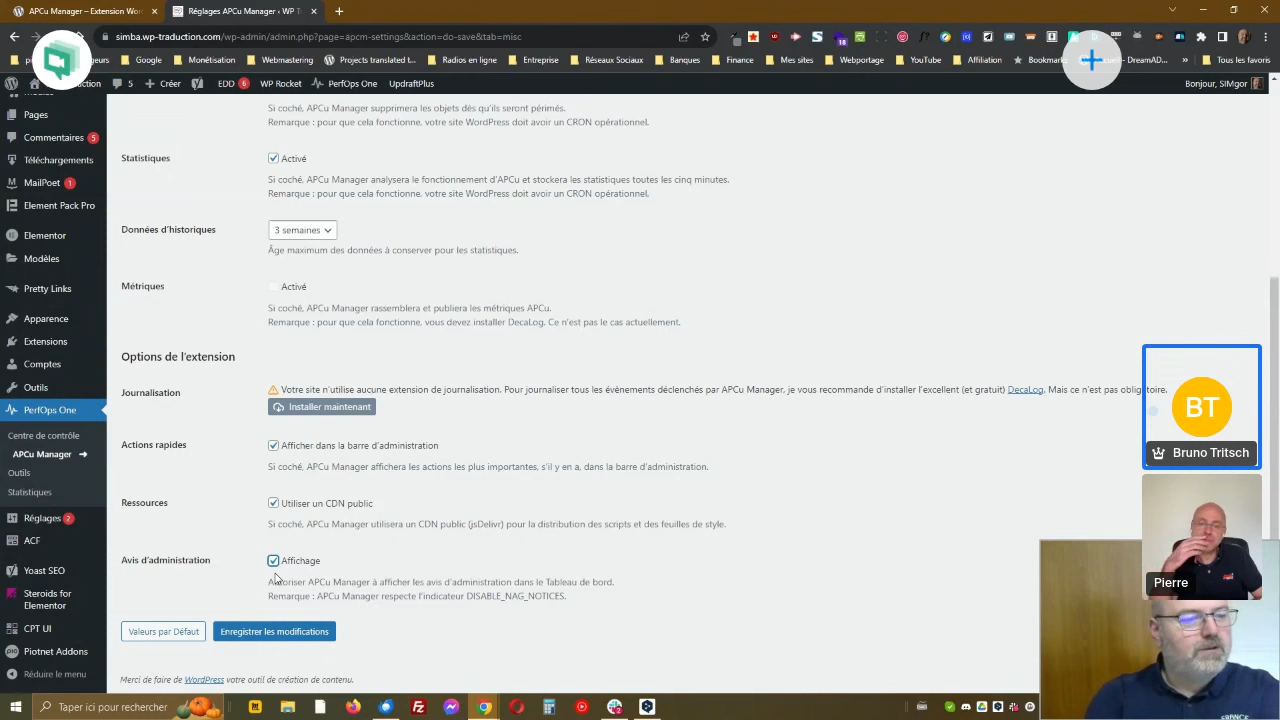 APCu Manager – Extension Wor
Réglages APCu Manager ‹ WP T
simba.wp-traduction.com/wp-admin/admin.php?page=apcm-settings&action=do-save&tab=misc
18
Google
Monétisation
Webmastering
Projects translated t...
Radios en ligne
Entreprise
Réseaux Sociaux
Banques
Finance
Mes sites
Webportage
YouTube
Affiliation
Bookmarks
cueil - DreamAD...
»
Tous les favoris
5
+ Créer
EDD 6
WP Rocket
PerfOps One
UpdraftPlus
Bonjour, SIMgor
Pages
Commentaires 5
Téléchargements
MailPoet 1
Element Pack Pro
Elementor
Modèles
Pretty Links
Apparence
Extensions
Comptes
Outils
PerfOps One
Centre de contrôle
APCu Manager
Outils
Statistiques
Réglages 2
ACF
Yoast SEO
Steroids for
Elementor
CPT UI
Piotnet Addons
Réduire le menu
Si coché, APCu Manager supprimera les objets dès qu'ils seront périmés.
Remarque : pour que cela fonctionne, votre site WordPress doit avoir un CRON opérationnel.
Statistiques
Activé
Si coché, APCu Manager analysera le fonctionnement d'APCu et stockera les statistiques toutes les cinq minutes.
Remarque : pour que cela fonctionne, votre site WordPress doit avoir un CRON opérationnel.
Données d'historiques
3 semaines
Âge maximum des données à conserver pour les statistiques.
Métriques
Activé
Si coché, APCu Manager rassemblera et publiera les métriques APCu.
Remarque : pour que cela fonctionne, vous devez installer DecaLog. Ce n'est pas le cas actuellement.
Options de l'extension
Journalisation
Votre site n'utilise aucune extension de journalisation. Pour journaliser tous les évènements déclenchés par APCu Manager, je vous recommande d'installer l'excellent (et gratuit) DecaLog. Mais ce n'est pas obligatoire.
Installer maintenant
Actions rapides
Afficher dans la barre d'administration
Si coché, APCu Manager affichera les actions les plus importantes, s'il y en a, dans la barre d'administration.
Ressources
Utiliser un CDN public
Si coché, APCu Manager utilisera un CDN public (jsDelivr) pour la distribution des scripts et des feuilles de style.
Avis d'administration
Affichage
Autoriser APCu Manager à afficher les avis d'administration dans le Tableau de bord.
Remarque : APCu Manager respecte l'indicateur DISABLE_NAG_NOTICES.
Valeurs par Défaut
Enregistrer les modifications
Merci de faire de WordPress votre outil de création de contenu.
BT
Bruno Tritsch
Pierre
Taper ici pour rechercher